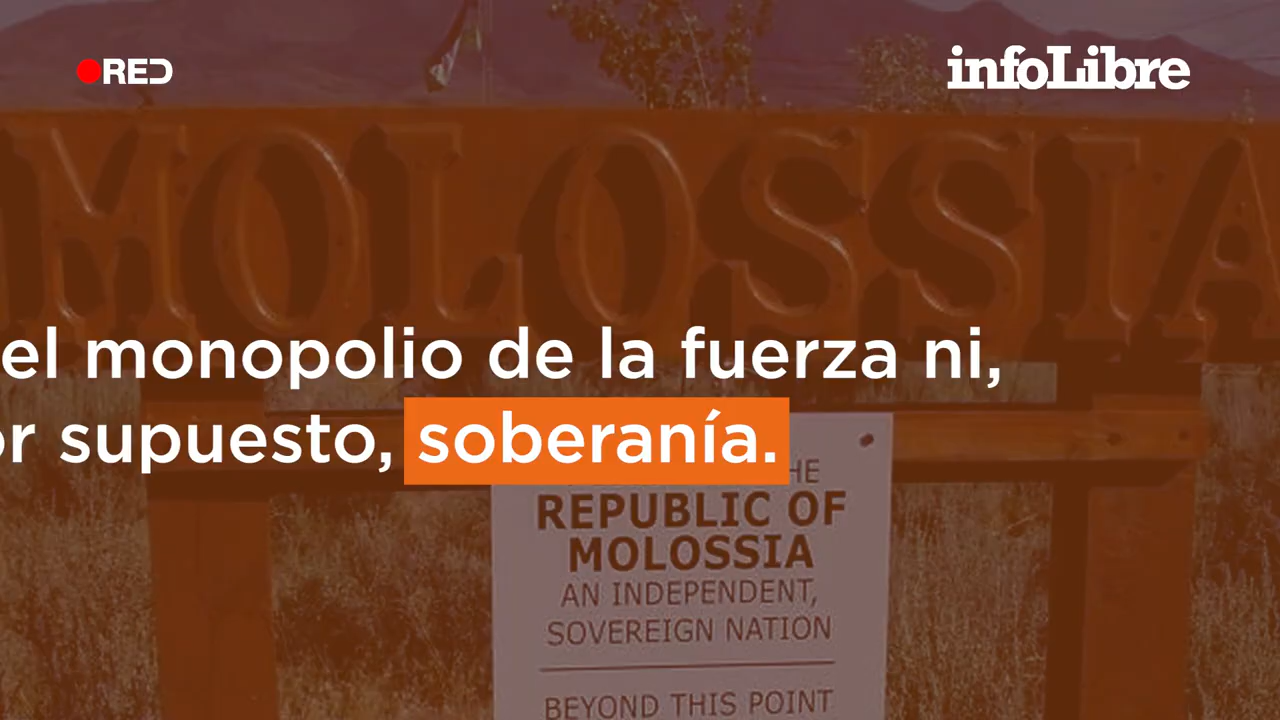 RED
infoLibre
MOLOSSIA
el monopolio de la fuerza ni,
supuesto, soberanía.
REPUBLIC OF
MOLOSSIA
AN INDEPENDENT,
SOVEREIGN NATION
BEYOND THIS POINT